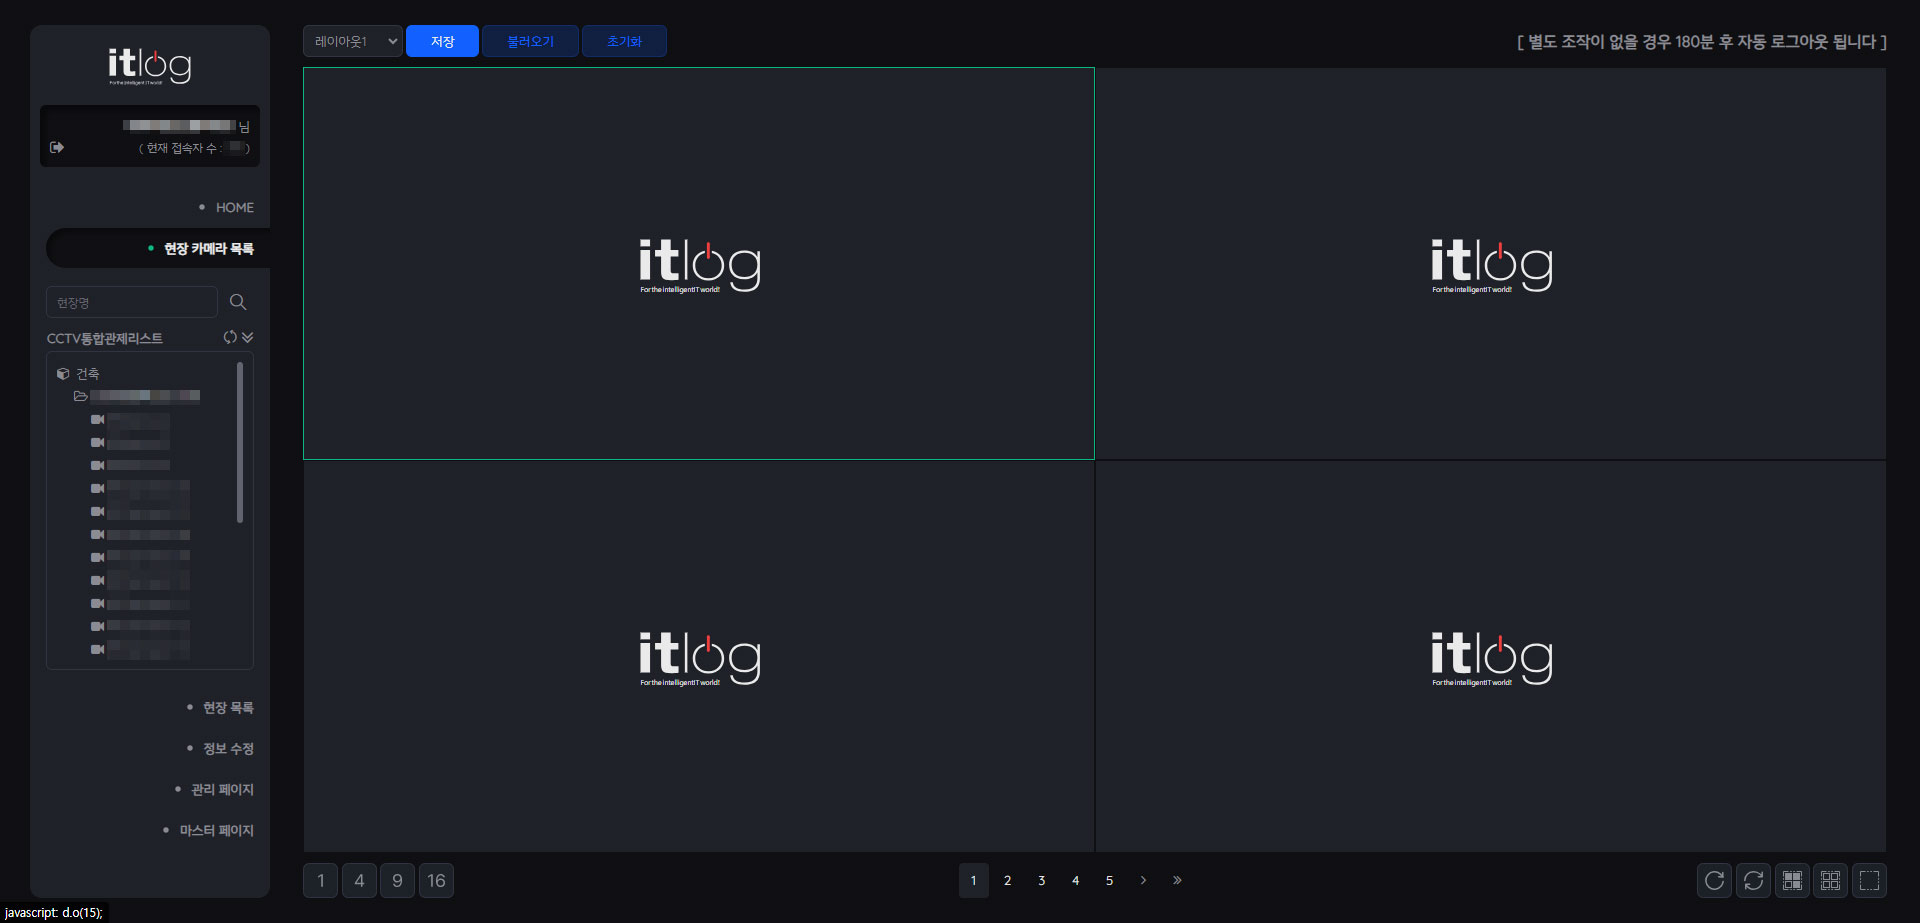 itlog
For the intelligent IT world!
님
( 현재 접속자 수 : )
HOME
현장 카메라 목록
현장명
CCTV통합관제리스트
건축
현장 목록
정보 수정
관리 페이지
마스터 페이지
레이아웃1 저장 불러오기 초기화
[ 별도 조작이 없을 경우 180분 후 자동 로그아웃 됩니다 ]
itlog
For the intelligent IT world!
itlog
For the intelligent IT world!
itlog
For the intelligent IT world!
itlog
For the intelligent IT world!
1 4 9 16
1 2 3 4 5 > »
javascript: d.o(15);